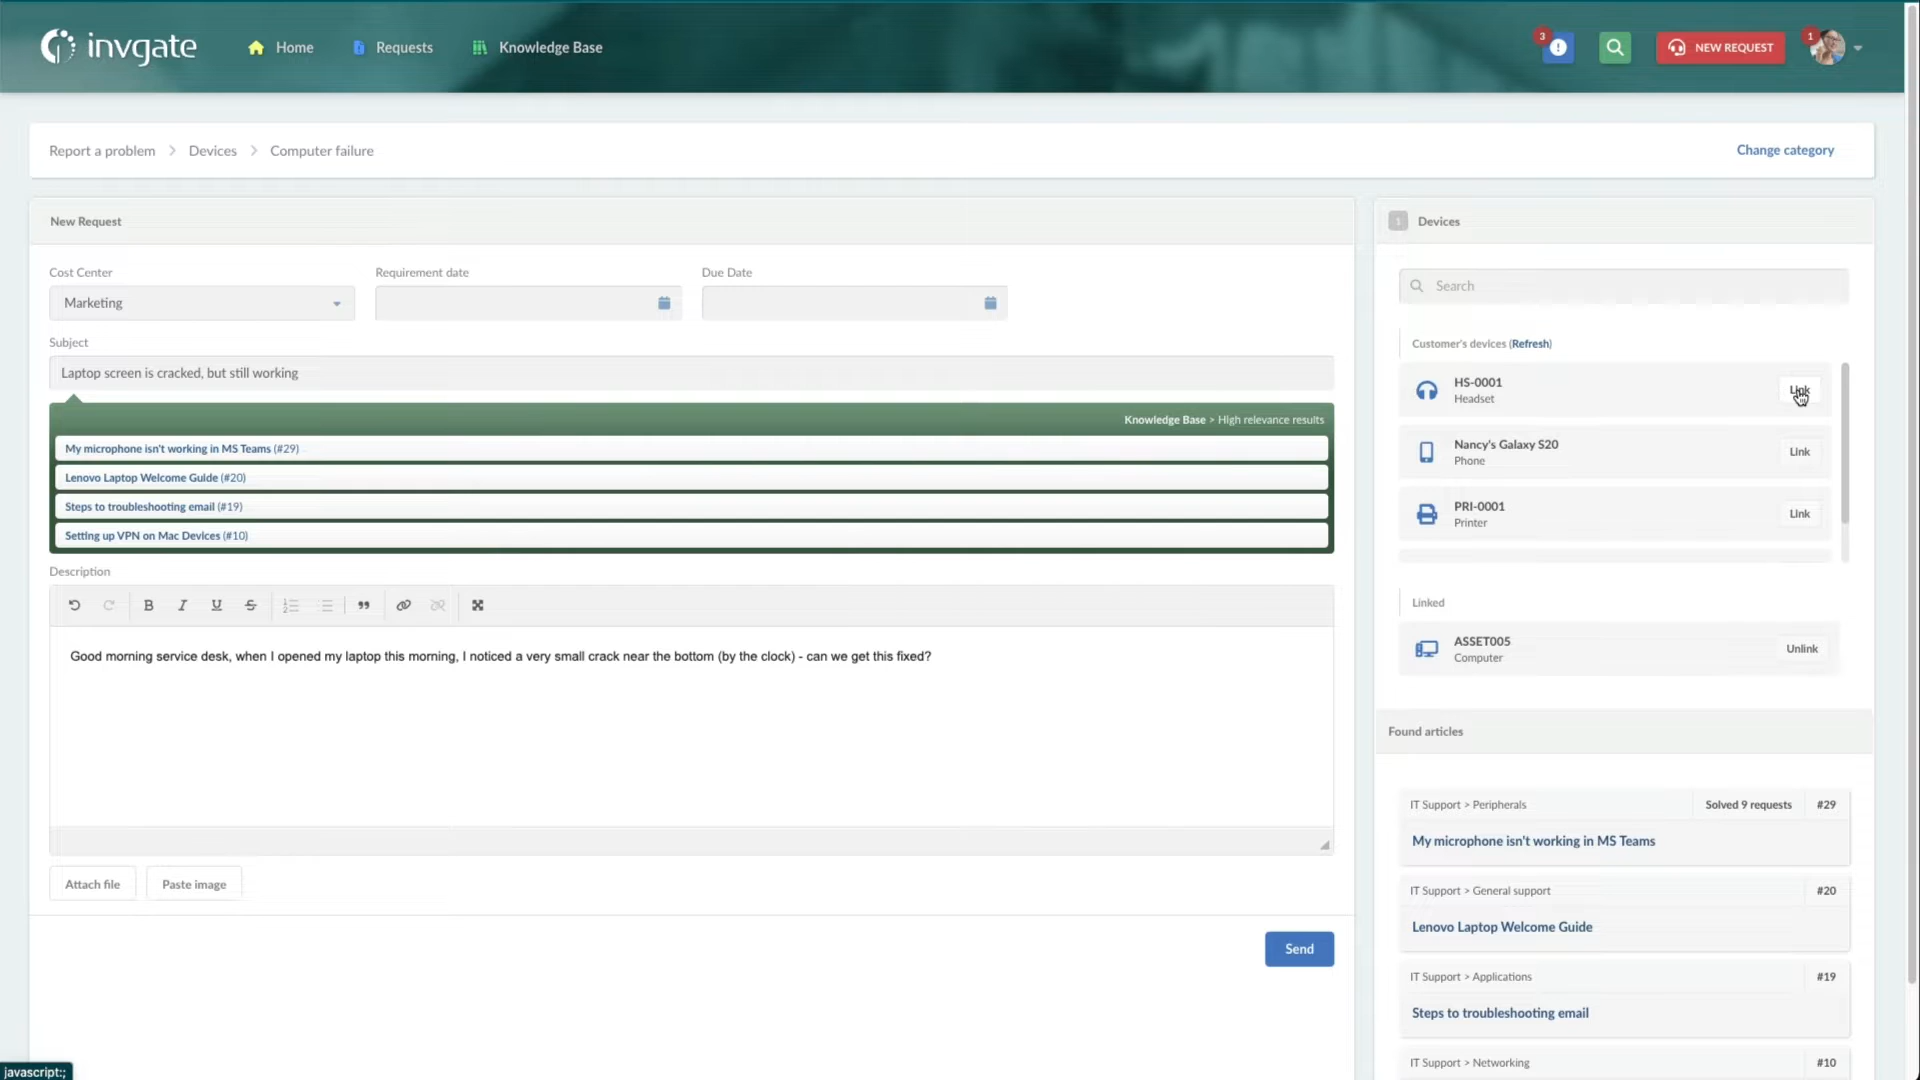 invgate
Home
Requests
Knowledge Base
3
NEW REQUEST
1
Report a problem > Devices > Computer failure
Change category
New Request
Cost Center
Requirement date
Due Date
Marketing
Subject
Laptop screen is cracked, but still working
Knowledge Base > High relevance results
My microphone isn't working in MS Teams (#29)
Lenovo Laptop Welcome Guide (#20)
Steps to troubleshooting email (#19)
Setting up VPN on Mac Devices (#10)
Description
Good morning service desk, when I opened my laptop this morning, I noticed a very small crack near the bottom (by the clock) - can we get this fixed?
Attach file
Paste image
Send
1 Devices
Search
Customer's devices (Refresh)
HS-0001
Headset
Link
Nancy's Galaxy S20
Phone
Link
PRI-0001
Printer
Link
Linked
ASSET005
Computer
Unlink
Found articles
IT Support > Peripherals
Solved 9 requests
#29
My microphone isn't working in MS Teams
IT Support > General support
#20
Lenovo Laptop Welcome Guide
IT Support > Applications
#19
Steps to troubleshooting email
IT Support > Networking
#10
javascript:;